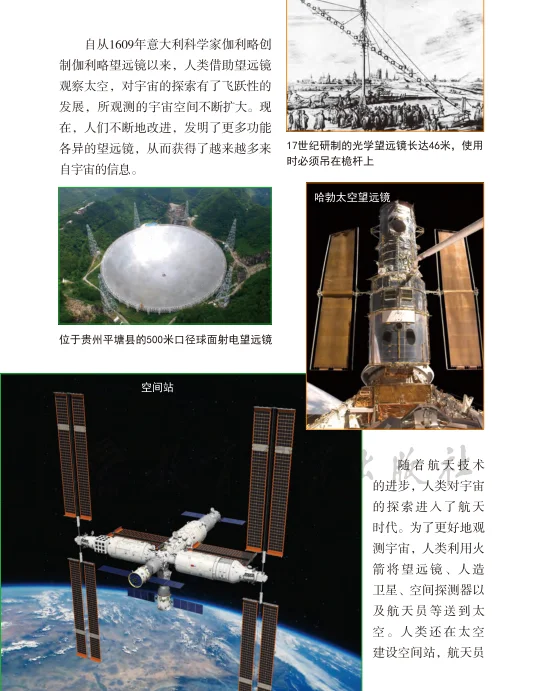 自从1609年意大利科学家伽利略创
制伽利略望远镜以来，人类借助望远镜
观察太空，对宇宙的探索有了飞跃性的
发展，所观测的宇宙空间不断扩大。现
在，人们不断地改进，发明了更多功能
各异的望远镜，从而获得了越来越多来
自宇宙的信息。
17世纪研制的光学望远镜长达46米，使用
时必须吊在桅杆上
哈勃太空望远镜
位于贵州平塘县的500米口径球面射电望远镜
空间站
出版社
随着航天技术
的进步，人类对宇宙
的探索进入了航天
时代。为了更好地观
测宇宙，人类利用火
箭将望远镜、人造
卫星、空间探测器以
及航天员等送到太
空。人类还在太空
建设空间站，航天员